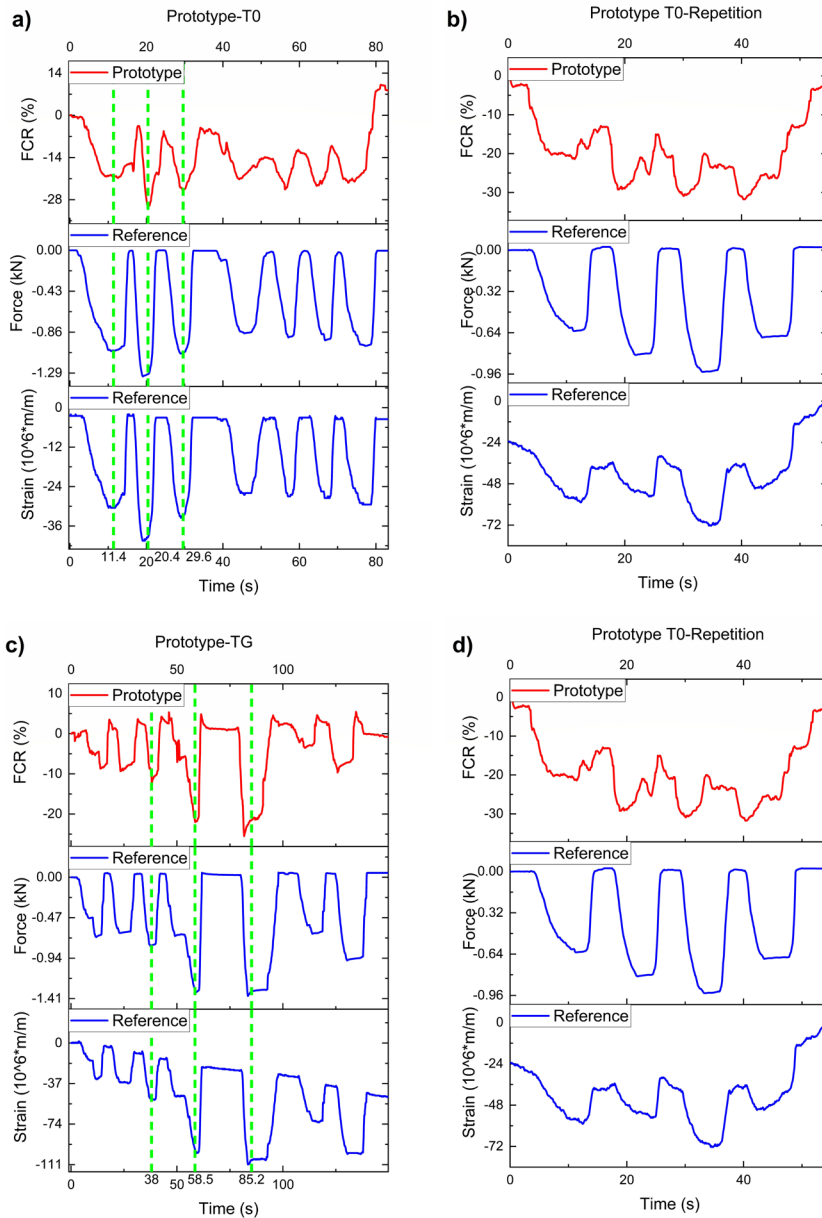 a)
Prototype-T0
0 20 40 60 80
Prototype
FCR (%)
14
0
-14
-28
Reference
Force (kN)
0.00
-0.43
-0.86
-1.29
Reference
Strain (10^6*m/m)
0
-12
-24
-36
11.4 20.4 29.6
0 20 40 60 80
Time (s)
b)
Prototype T0-Repetition
0 20 40
Prototype
FCR (%)
0
-10
-20
-30
Reference
Force (kN)
0.00
-0.32
-0.64
-0.96
Reference
Strain (10^6*m/m)
0
-24
-48
-72
0 20 40
Time (s)
c)
Prototype-TG
0 50 100
Prototype
FCR (%)
10
0
-10
-20
Reference
Force (kN)
0.00
-0.47
-0.94
-1.41
Reference
Strain (10^6*m/m)
0
-37
-74
-111
38 58.5 85.2
0 50 100
Time (s)
d)
Prototype T0-Repetition
0 20 40
Prototype
FCR (%)
0
-10
-20
-30
Reference
Force (kN)
0.00
-0.32
-0.64
-0.96
Reference
Strain (10^6*m/m)
0
-24
-48
-72
0 20 40
Time (s)